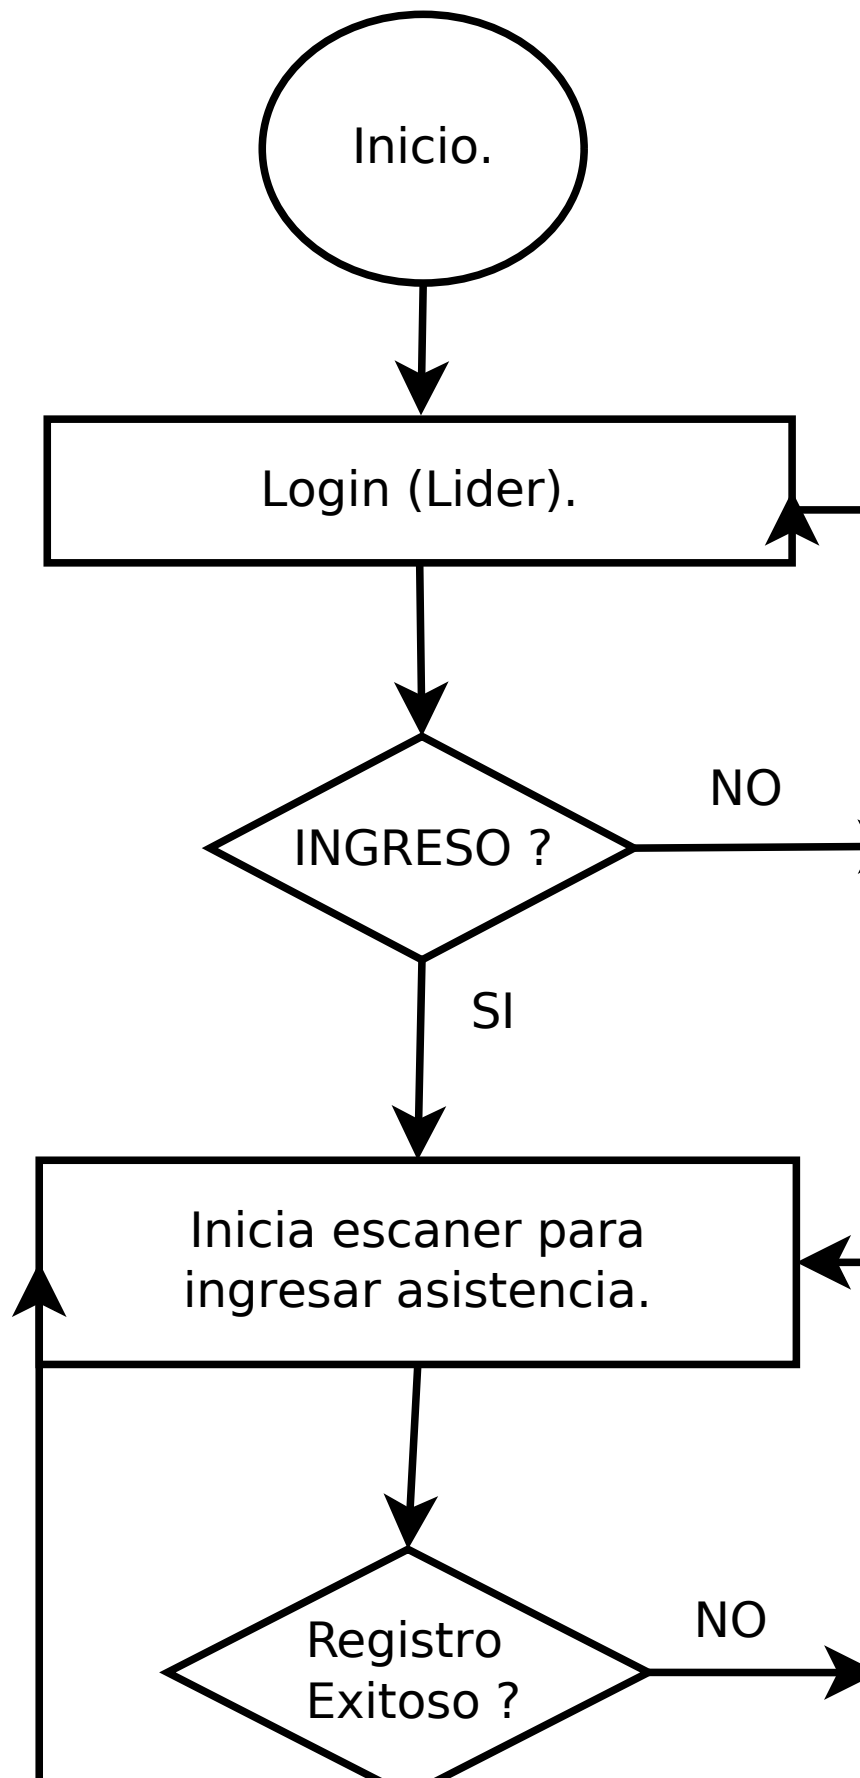 Inicio.
Login (Lider).
INGRESO ?
NO
SI
Inicia escaner para
ingresar asistencia.
Registro
Exitoso ?
NO